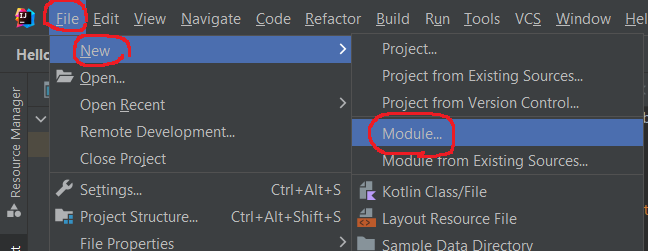 File Edit View Navigate Code Refactor Build Run Tools VCS Window
Hello
Resource Manager
New
Open...
Open Recent
Remote Development...
Close Project
Settings... Ctrl+Alt+S
Project Structure... Ctrl+Alt+Shift+S
File Properties
Project...
Project from Existing Sources...
Project from Version Control...
Module...
Module from Existing Sources...
Kotlin Class/File
Layout Resource File
Sample Data Directory